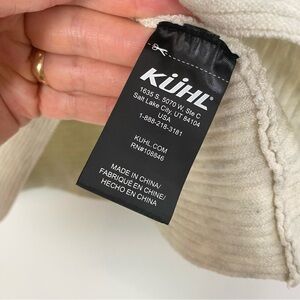 KÜHL
1635 S. 5070 W, Ste C
Salt Lake City, UT 84104
USA
1-888-218-3181
KUHL.COM
RN#108846
MADE IN CHINA/
FABRIQUÉ EN CHINE/
HECHO EN CHINA